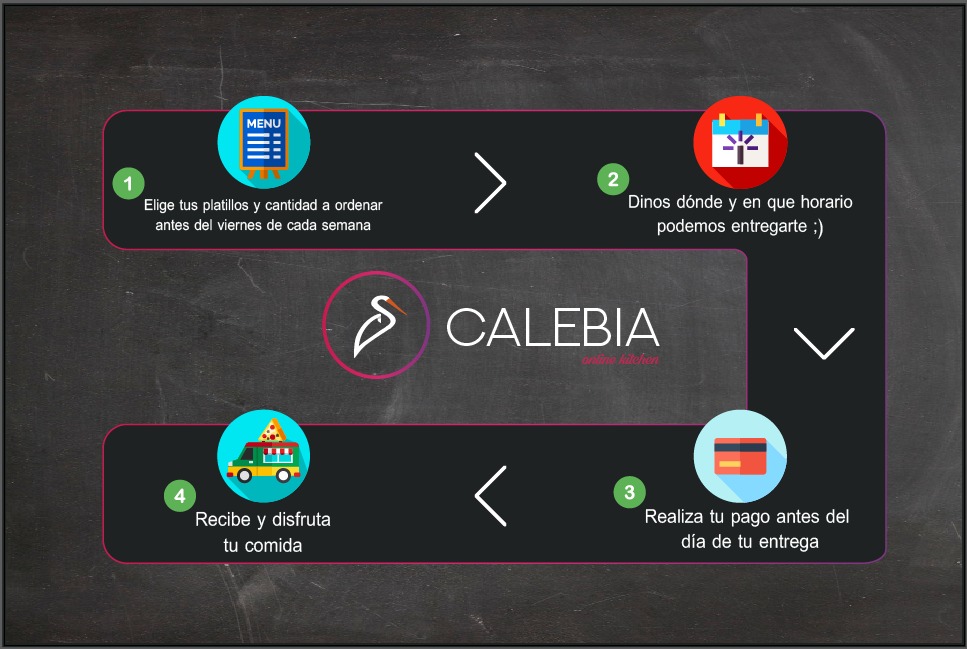 MENU
1
Elige tus platillos y cantidad a ordenar
antes del viernes de cada semana
2
Dinos dónde y en que horario
podemos entregarte ;)
CALEBIA
online kitchen
3
Realiza tu pago antes del
día de tu entrega
4
Recibe y disfruta
tu comida